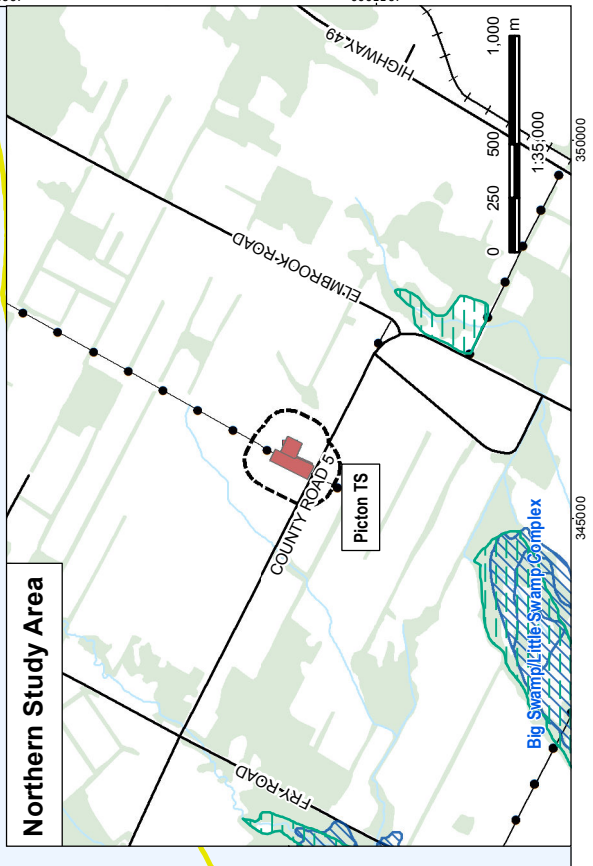 Northern Study Area
HIGHWAY 49
ELMBROOK ROAD
COUNTY ROAD 5
Picton TS
FRY ROAD
Big Swamp/Little Swamp Complex
0 250 500 1,000
m
1:35,000
345000
350000